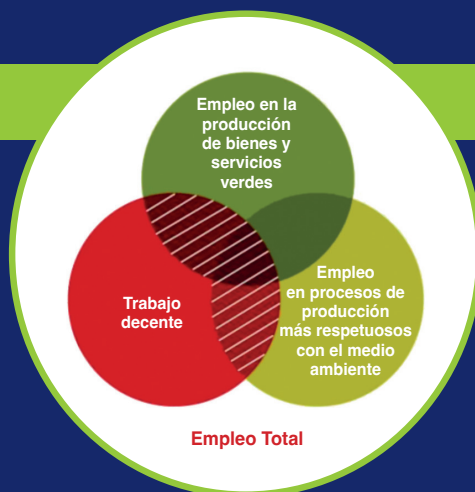 Empleo en la
producción
de bienes y
servicios
verdes
Trabajo
decente
Empleo
en procesos de
producción
más respetuosos
con el medio
ambiente
Empleo Total